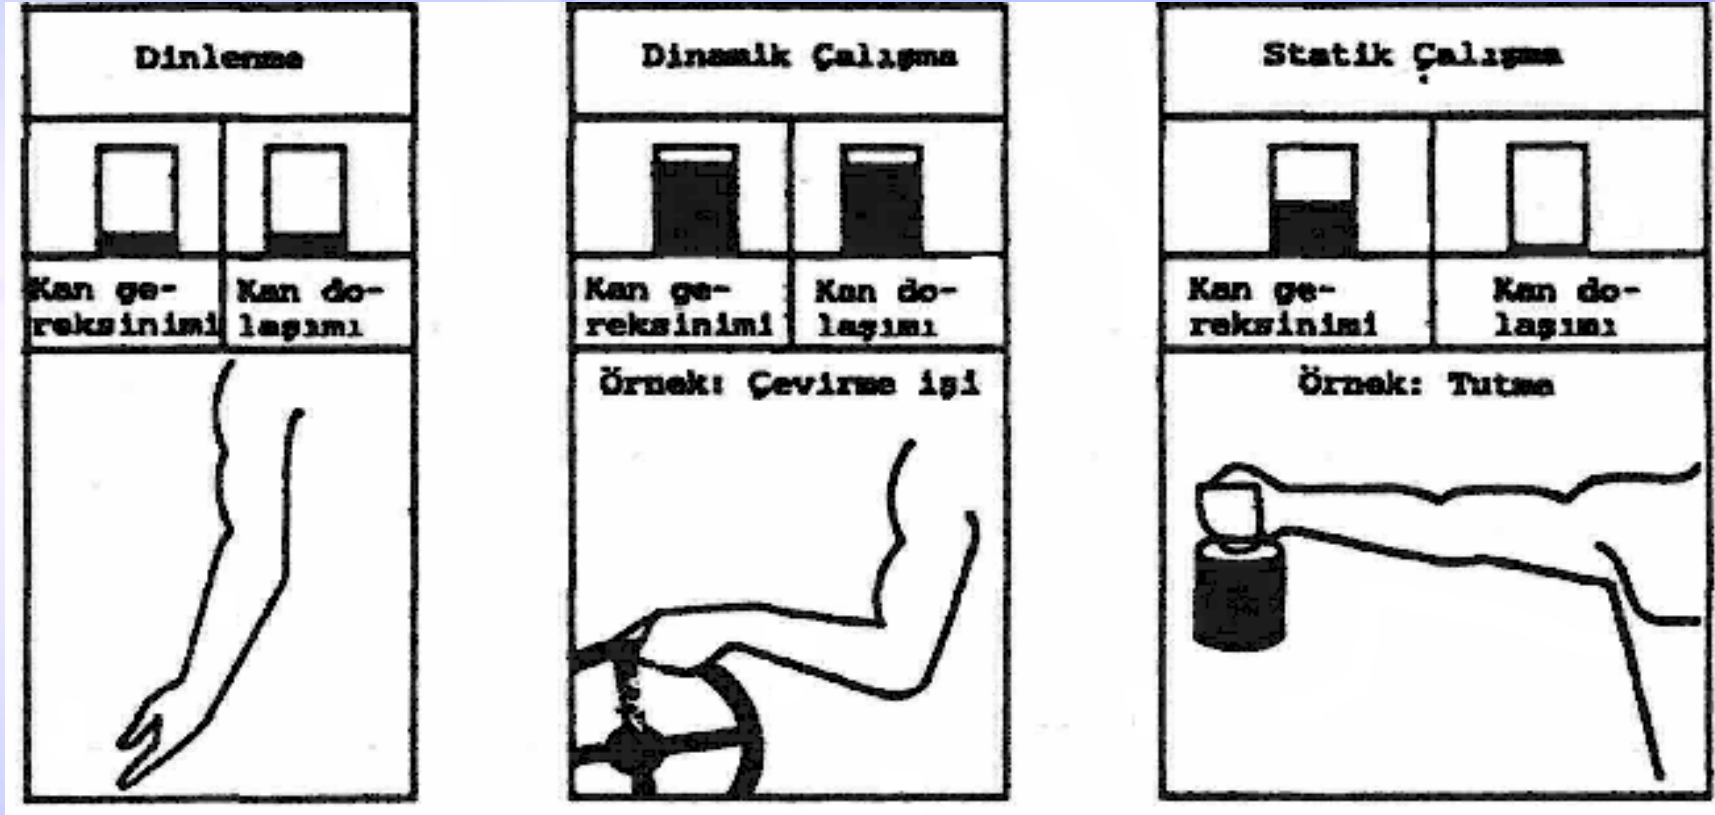 Dinlenme
Kan ge-
reksinimi
Kan do-
laşımı
Dinamik Çalışma
Kan ge-
reksinimi
Kan do-
laşımı
Örnek: Çevirme işi
Statik Çalışma
Kan ge-
reksinimi
Kan do-
laşımı
Örnek: Tutma